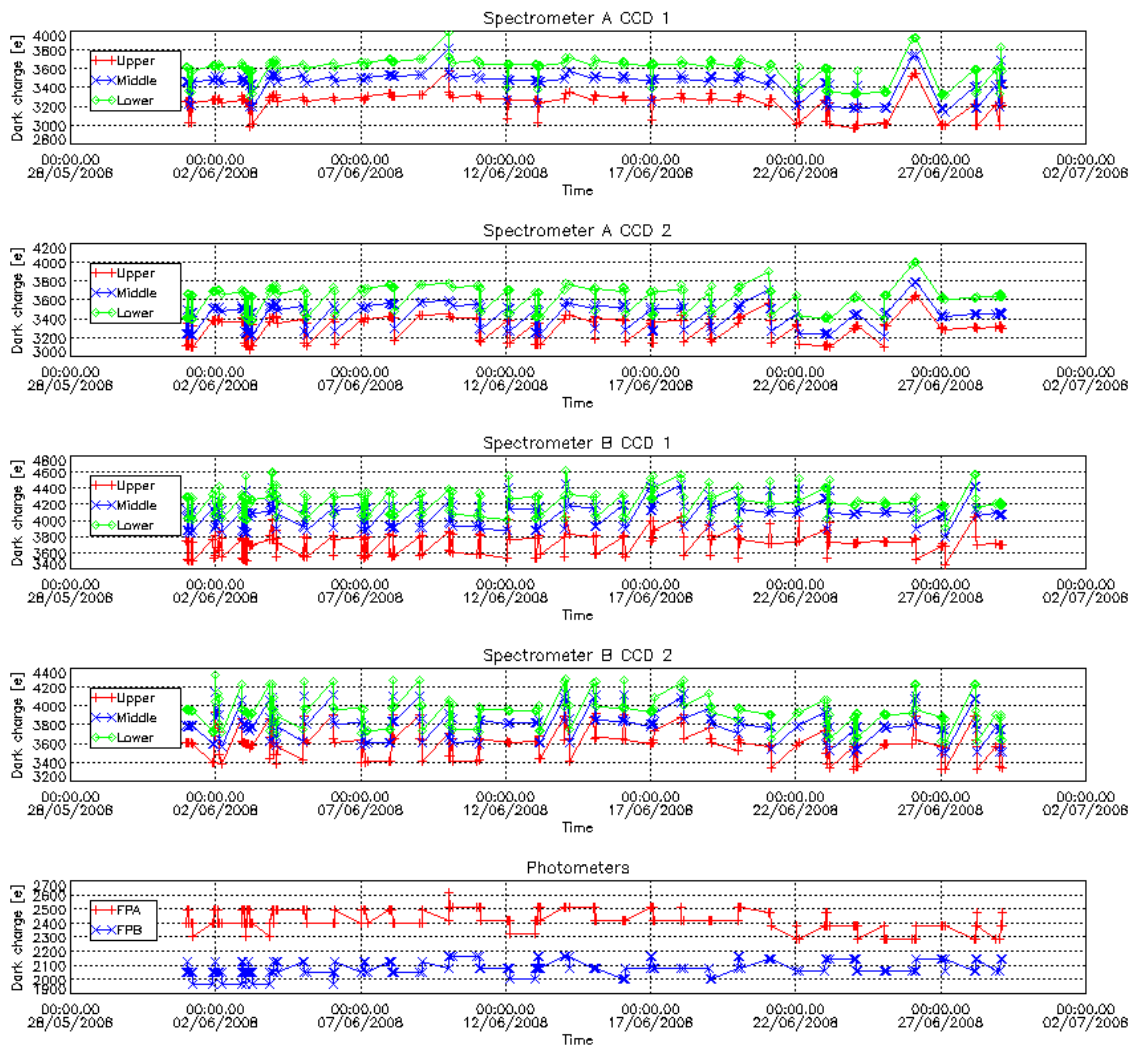 Spectrometer A CCD 1
Dark charge [e]
4000
3800
3600
3400
3200
3000
2800
Upper
Middle
Lower
00:00.00 00:00.00 00:00.00 00:00.00 00:00.00 00:00.00 00:00.00 00:00.00
28/05/2008 02/06/2008 07/06/2008 12/06/2008 17/06/2008 22/06/2008 27/06/2008 02/07/2008
Time
Spectrometer A CCD 2
Dark charge [e]
4200
4000
3800
3600
3400
3200
3000
Upper
Middle
Lower
00:00.00 00:00.00 00:00.00 00:00.00 00:00.00 00:00.00 00:00.00 00:00.00
28/05/2008 02/06/2008 07/06/2008 12/06/2008 17/06/2008 22/06/2008 27/06/2008 02/07/2008
Time
Spectrometer B CCD 1
Dark charge [e]
4800
4600
4400
4200
4000
3800
3600
3400
Upper
Middle
Lower
00:00.00 00:00.00 00:00.00 00:00.00 00:00.00 00:00.00 00:00.00 00:00.00
28/05/2008 02/06/2008 07/06/2008 12/06/2008 17/06/2008 22/06/2008 27/06/2008 02/07/2008
Time
Spectrometer B CCD 2
Dark charge [e]
4400
4200
4000
3800
3600
3400
3200
Upper
Middle
Lower
00:00.00 00:00.00 00:00.00 00:00.00 00:00.00 00:00.00 00:00.00 00:00.00
28/05/2008 02/06/2008 07/06/2008 12/06/2008 17/06/2008 22/06/2008 27/06/2008 02/07/2008
Time
Photometers
Dark charge [e]
2700
2600
2500
2400
2300
2200
2100
2000
1900
FPA
FPB
00:00.00 00:00.00 00:00.00 00:00.00 00:00.00 00:00.00 00:00.00 00:00.00
28/05/2008 02/06/2008 07/06/2008 12/06/2008 17/06/2008 22/06/2008 27/06/2008 02/07/2008
Time